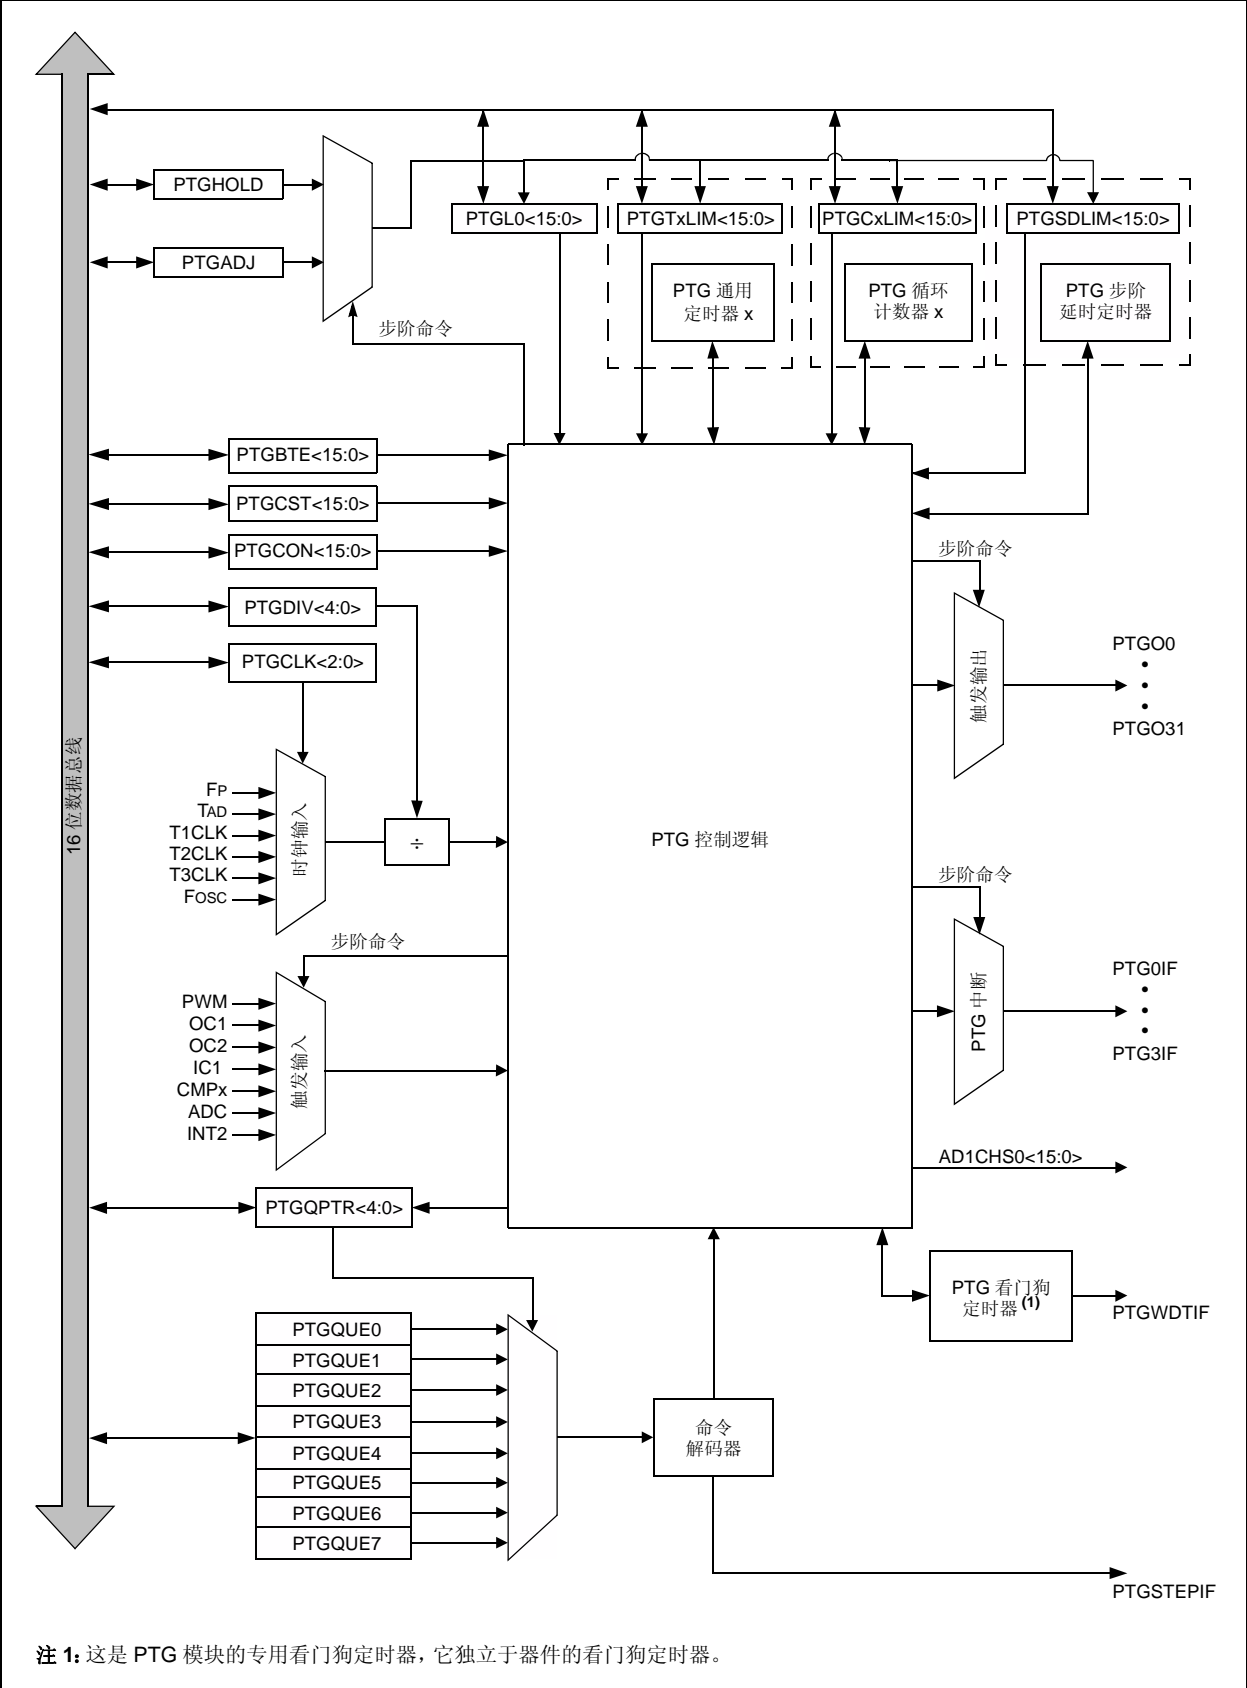 16 位数据总线
PTGHOLD
PTGADJ
步阶命令
PTGL0<15:0>
PTGTxLIM<15:0>
PTGCxLIM<15:0>
PTGSDLIM<15:0>
PTG 通用
定时器 x
PTG 循环
计数器 x
PTG 步阶
延时定时器
PTGBTE<15:0>
PTGCST<15:0>
PTGCON<15:0>
PTGDIV<4:0>
PTGCLK<2:0>
FP
TAD
T1CLK
T2CLK
T3CLK
FOSC
时钟输入
÷
步阶命令
PWM
OC1
OC2
IC1
CMPx
ADC
INT2
触发输入
PTG 控制逻辑
步阶命令
触发输出
PTGO0
PTGO31
步阶命令
PTG 中断
PTG0IF
PTG3IF
AD1CHS0<15:0>
PTG 看门狗
定时器(1)
PTGWDTIF
PTGQPTR<4:0>
PTGQUE0
PTGQUE1
PTGQUE2
PTGQUE3
PTGQUE4
PTGQUE5
PTGQUE6
PTGQUE7
命令
解码器
PTGSTEPIF
注 1: 这是 PTG 模块的专用看门狗定时器，它独立于器件的看门狗定时器。